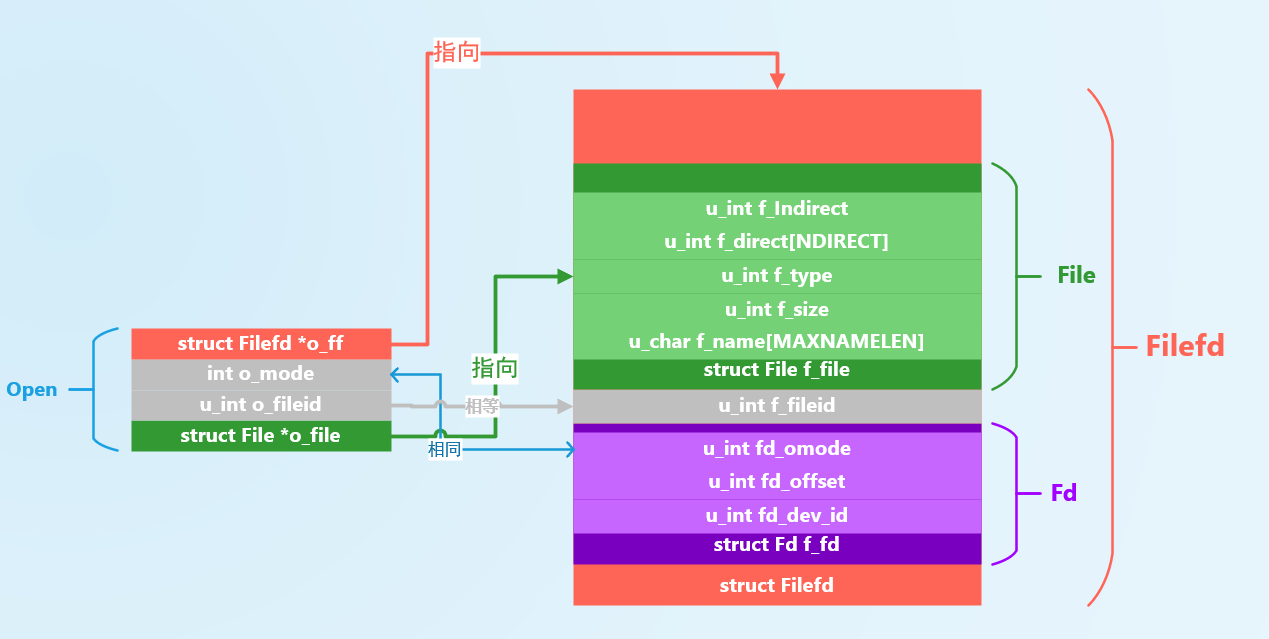 指向
u_int f_Indirect
u_int f_direct[NDIRECT]
u_int f_type
File
u_int f_size
struct Filefd *o_ff
u_char f_name[MAXNAMELEN]
Filefd
指向
struct File f_file
int o_mode
Open
u_int o_fileid
相等
u_int f_fileid
struct File *o_file
相同
u_int fd_omode
u_int fd_offset
Fd
u_int fd_dev_id
struct Fd f_fd
struct Filefd